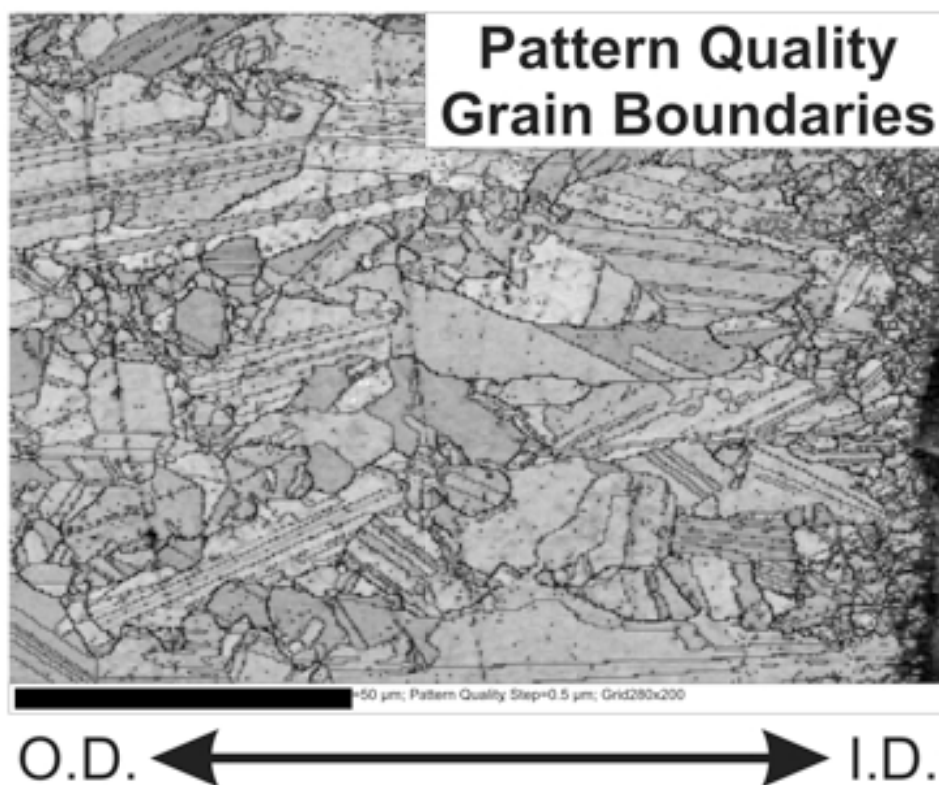 Pattern Quality
Grain Boundaries
=50 µm; Pattern Quality, Step=0.5 µm; Grid280x200
O.D. I.D.